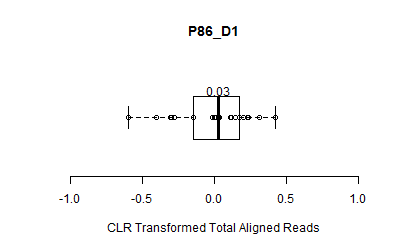 P86_D1
0.03
-1.0 -0.5 0.0 0.5 1.0
CLR Transformed Total Aligned Reads